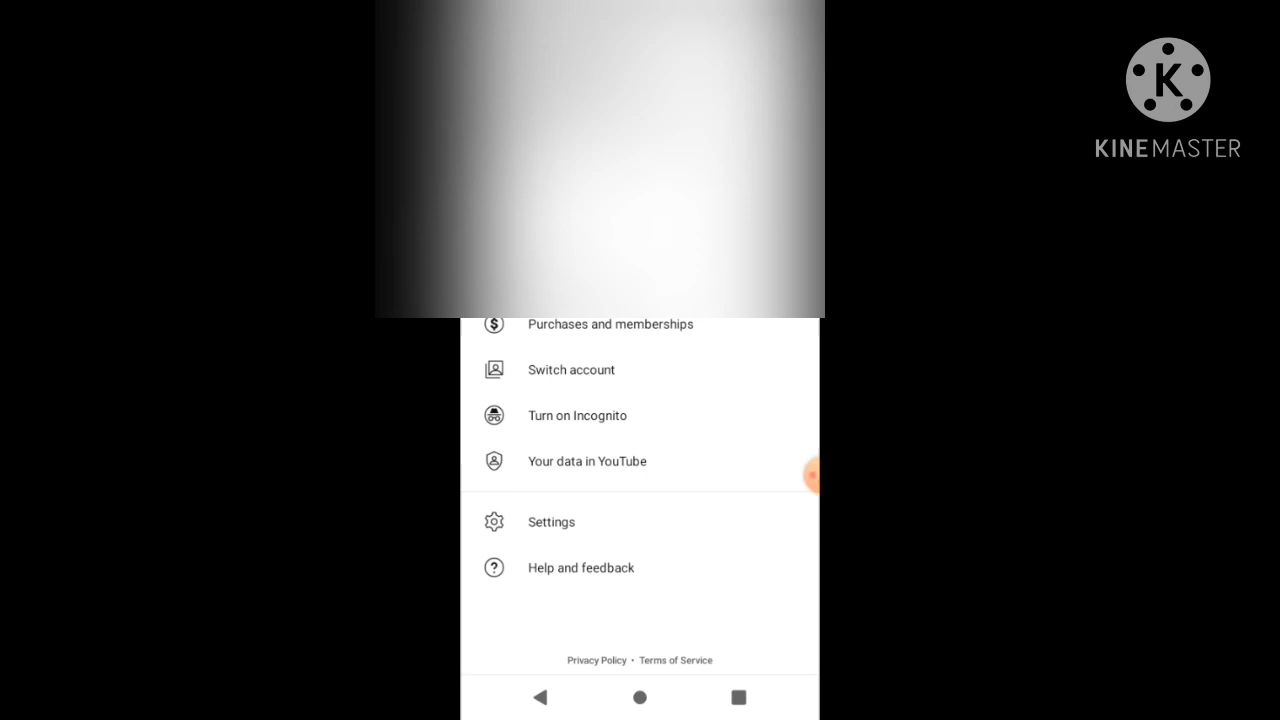 K
KINEMASTER
Purchases and memberships
Switch account
Turn on Incognito
Your data in YouTube
Settings
Help and feedback
Privacy Policy • Terms of Service